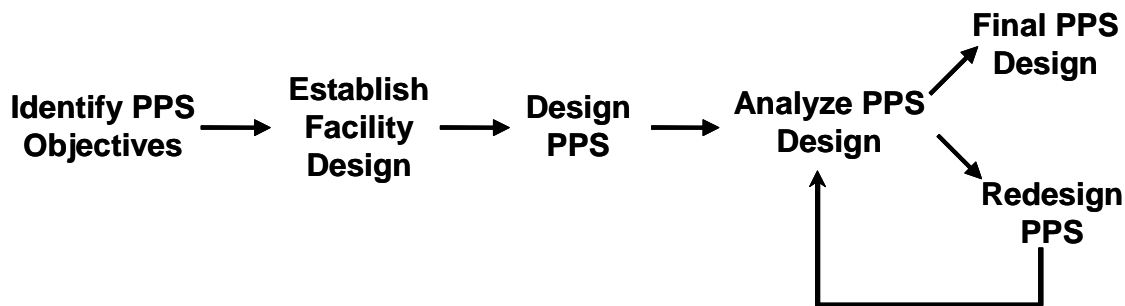 Identify PPS
Objectives
Establish
Facility
Design
Design
PPS
Analyze PPS
Design
Final PPS
Design
Redesign
PPS